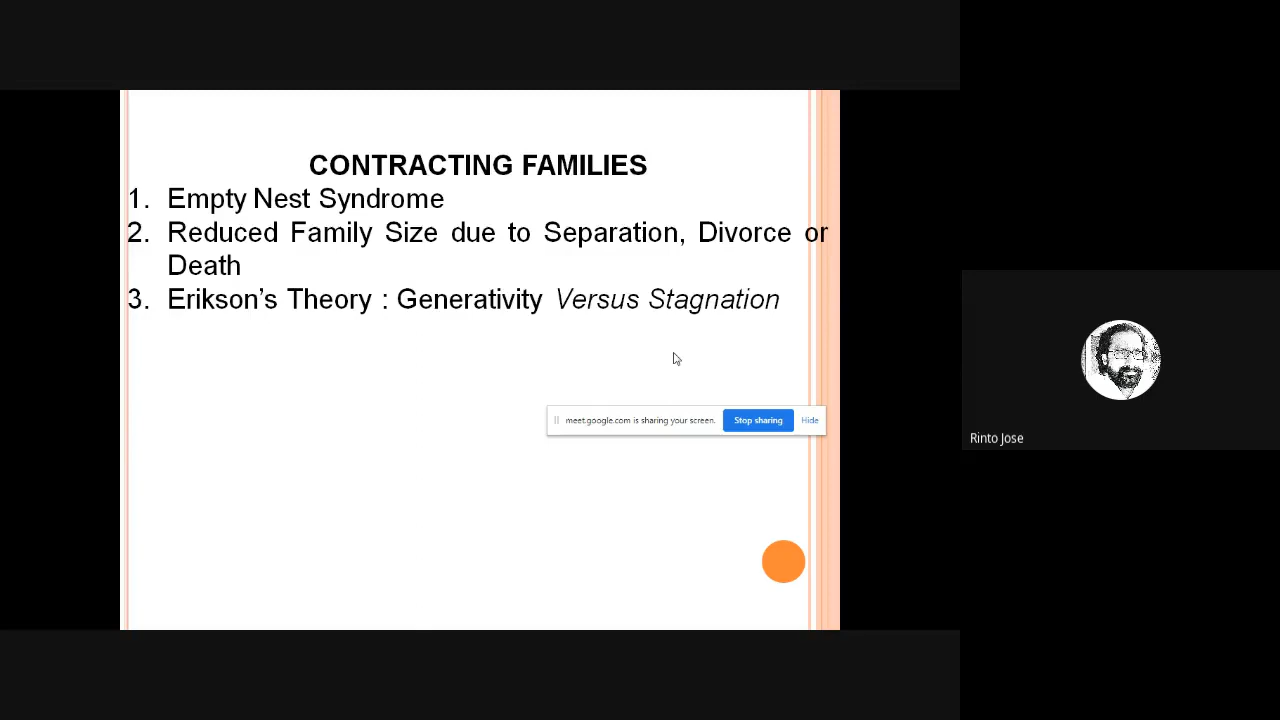 CONTRACTING FAMILIES
1. Empty Nest Syndrome
2. Reduced Family Size due to Separation, Divorce or
Death
3. Erikson’s Theory : Generativity Versus Stagnation
meet.google.com is sharing your screen. Stop sharing Hide
Rinto Jose